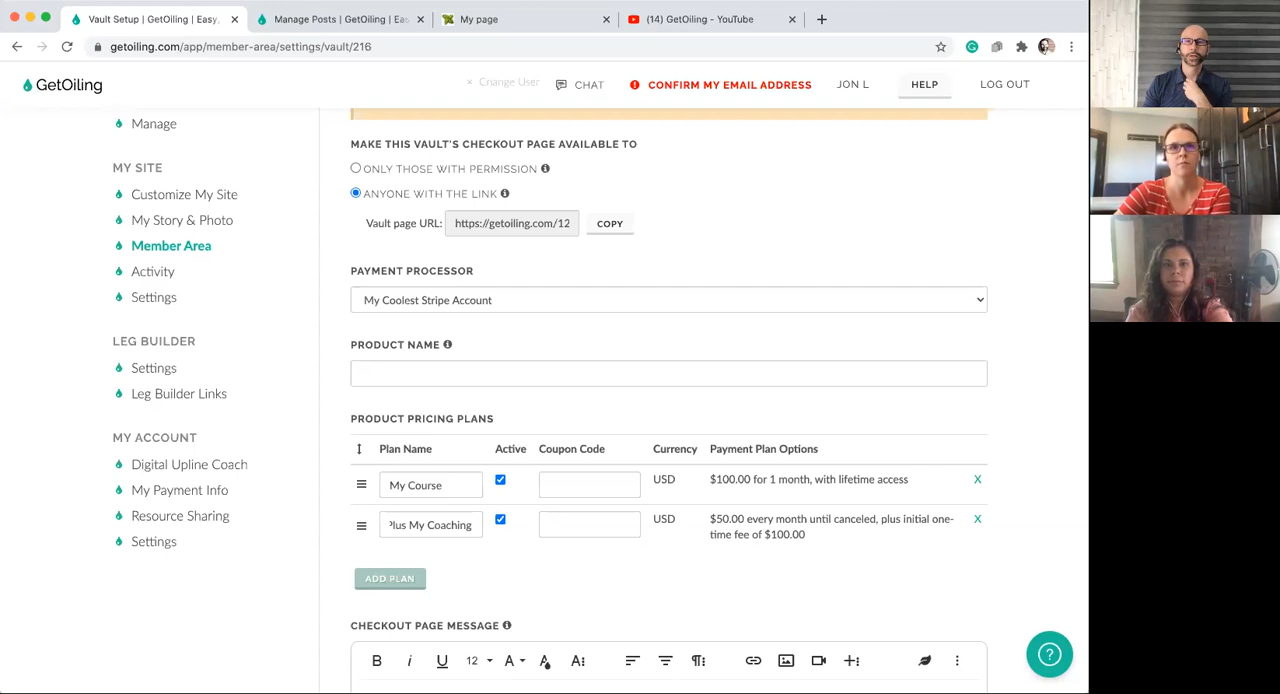 Vault Setup | GetOiling | Easy,
Manage Posts | GetOiling | Eas
My page
(14) GetOiling - YouTube
getoiling.com/app/member-area/settings/vault/216
GetOiling
× Change User
CHAT
CONFIRM MY EMAIL ADDRESS
JON L
HELP
LOG OUT
Manage
MY SITE
Customize My Site
My Story & Photo
Member Area
Activity
Settings
LEG BUILDER
Settings
Leg Builder Links
MY ACCOUNT
Digital Upline Coach
My Payment Info
Resource Sharing
Settings
MAKE THIS VAULT'S CHECKOUT PAGE AVAILABLE TO
ONLY THOSE WITH PERMISSION
ANYONE WITH THE LINK
Vault page URL: https://getoiling.com/12 COPY
PAYMENT PROCESSOR
My Coolest Stripe Account
PRODUCT NAME
PRODUCT PRICING PLANS
Plan Name Active Coupon Code Currency Payment Plan Options
My Course USD $100.00 for 1 month, with lifetime access X
Plus My Coaching USD $50.00 every month until canceled, plus initial one-
time fee of $100.00 X
ADD PLAN
CHECKOUT PAGE MESSAGE
B i U 12 A